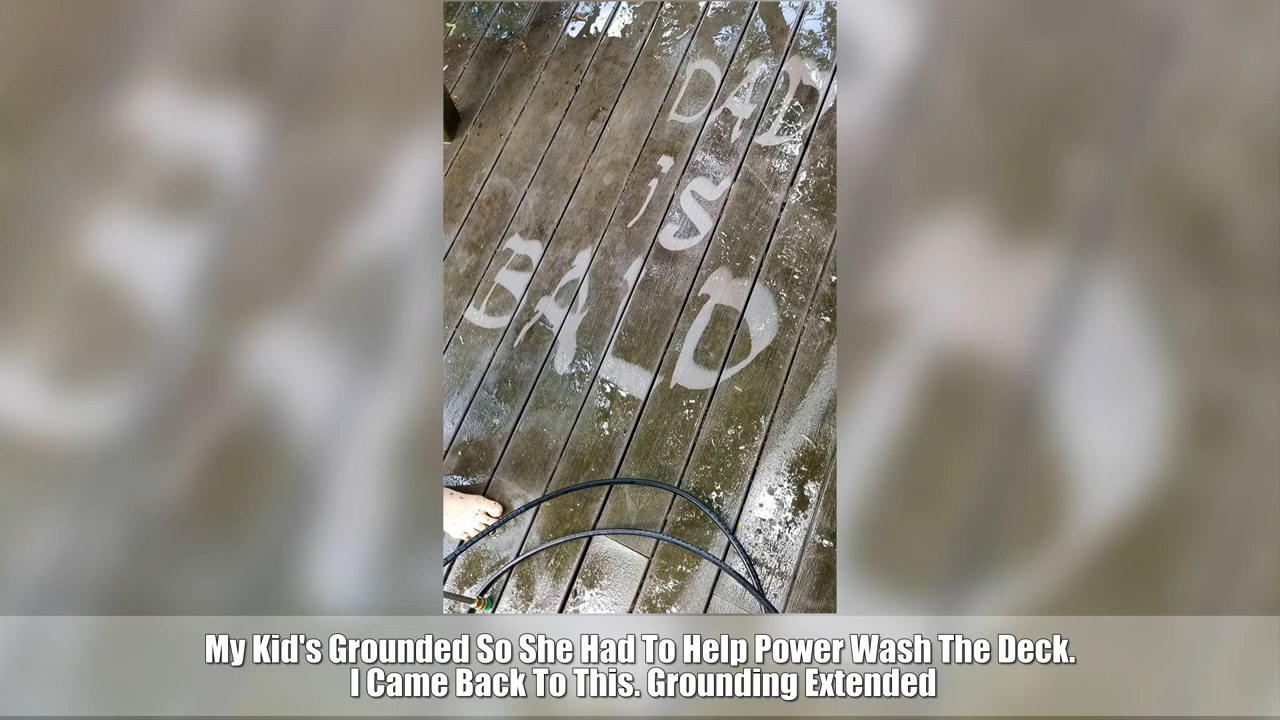 DAD
is
BALD
My Kid's Grounded So She Had To Help Power Wash The Deck.
I Came Back To This. Grounding Extended